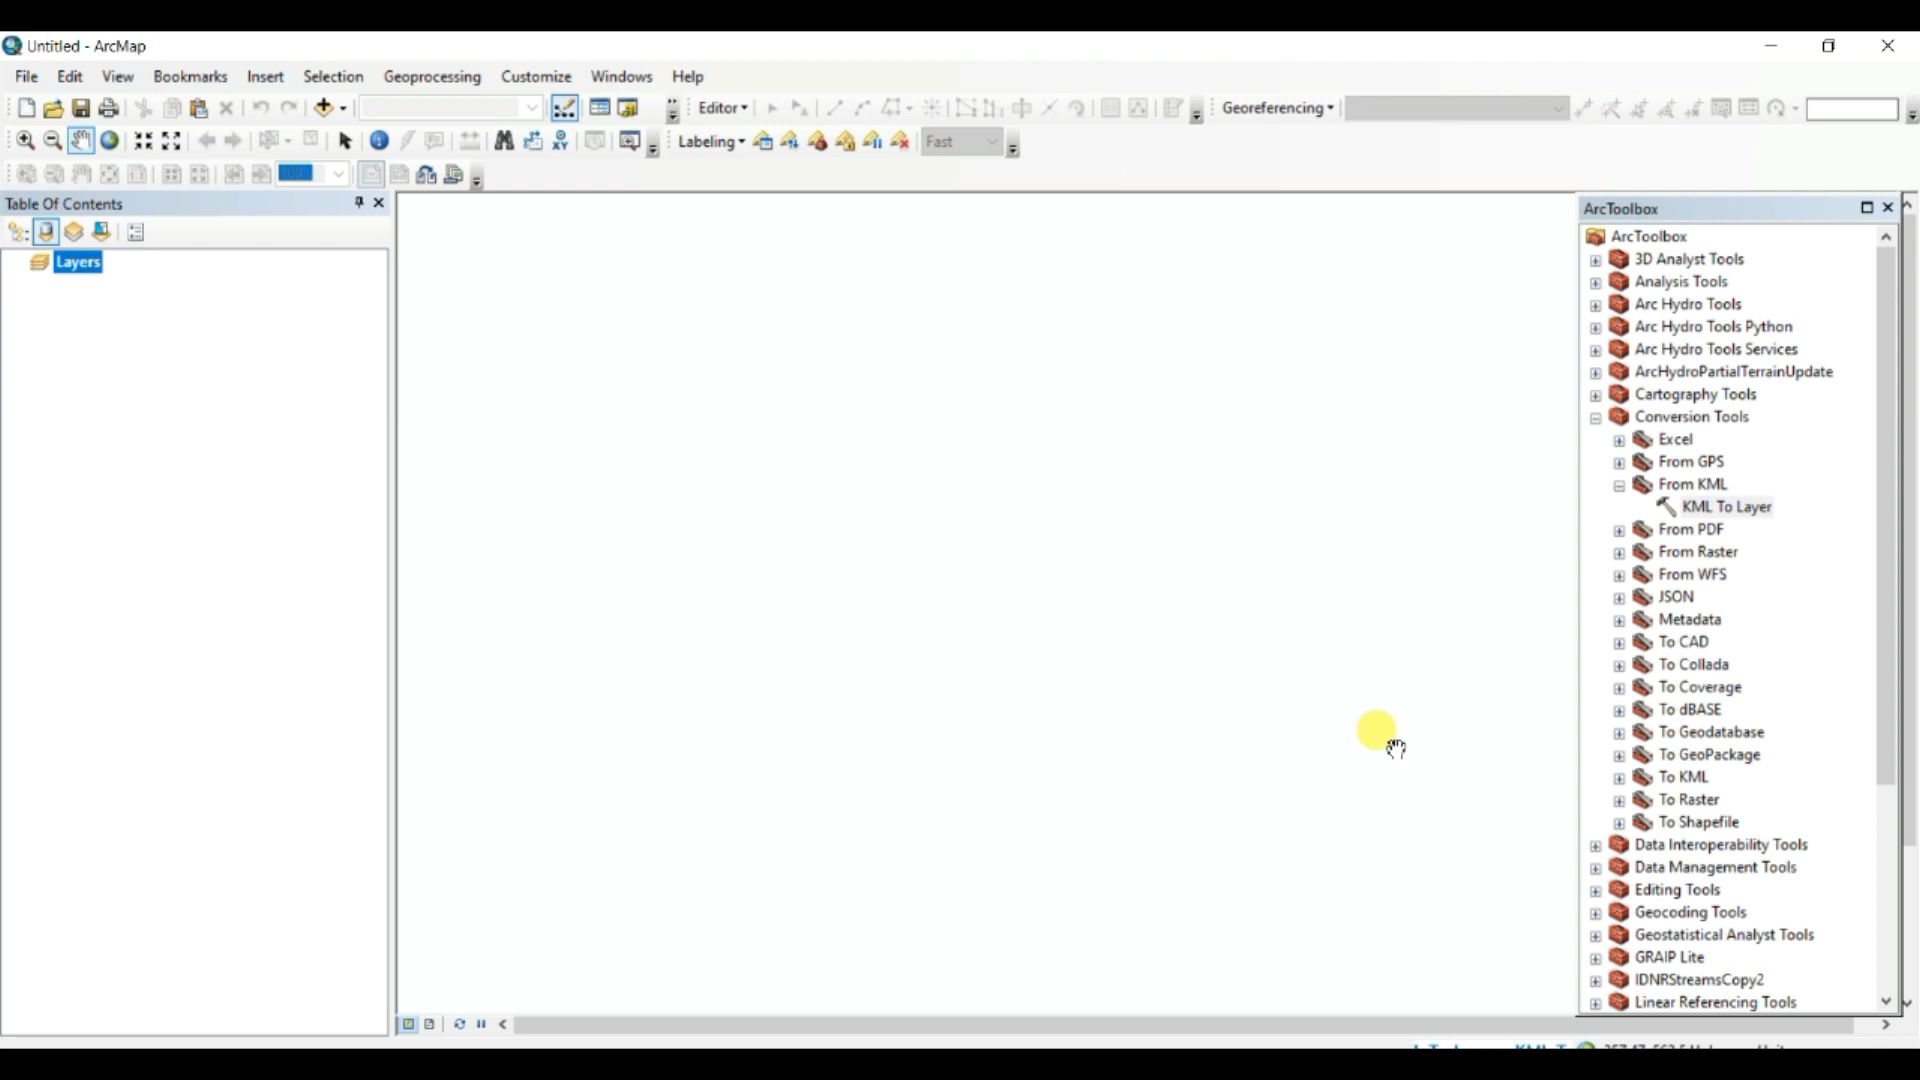 Untitled - ArcMap
File Edit View Bookmarks Insert Selection Geoprocessing Customize Windows Help
Editor Georeferencing
Labeling Fast
Table Of Contents
Layers
ArcToolbox
ArcToolbox
3D Analyst Tools
Analysis Tools
Arc Hydro Tools
Arc Hydro Tools Python
Arc Hydro Tools Services
ArcHydroPartialTerrainUpdate
Cartography Tools
Conversion Tools
Excel
From GPS
From KML
KML To Layer
From PDF
From Raster
From WFS
JSON
Metadata
To CAD
To Collada
To Coverage
To dBASE
To Geodatabase
To GeoPackage
To KML
To Raster
To Shapefile
Data Interoperability Tools
Data Management Tools
Editing Tools
Geocoding Tools
Geostatistical Analyst Tools
GRAIP Lite
IDNRStreamsCopy2
Linear Referencing Tools